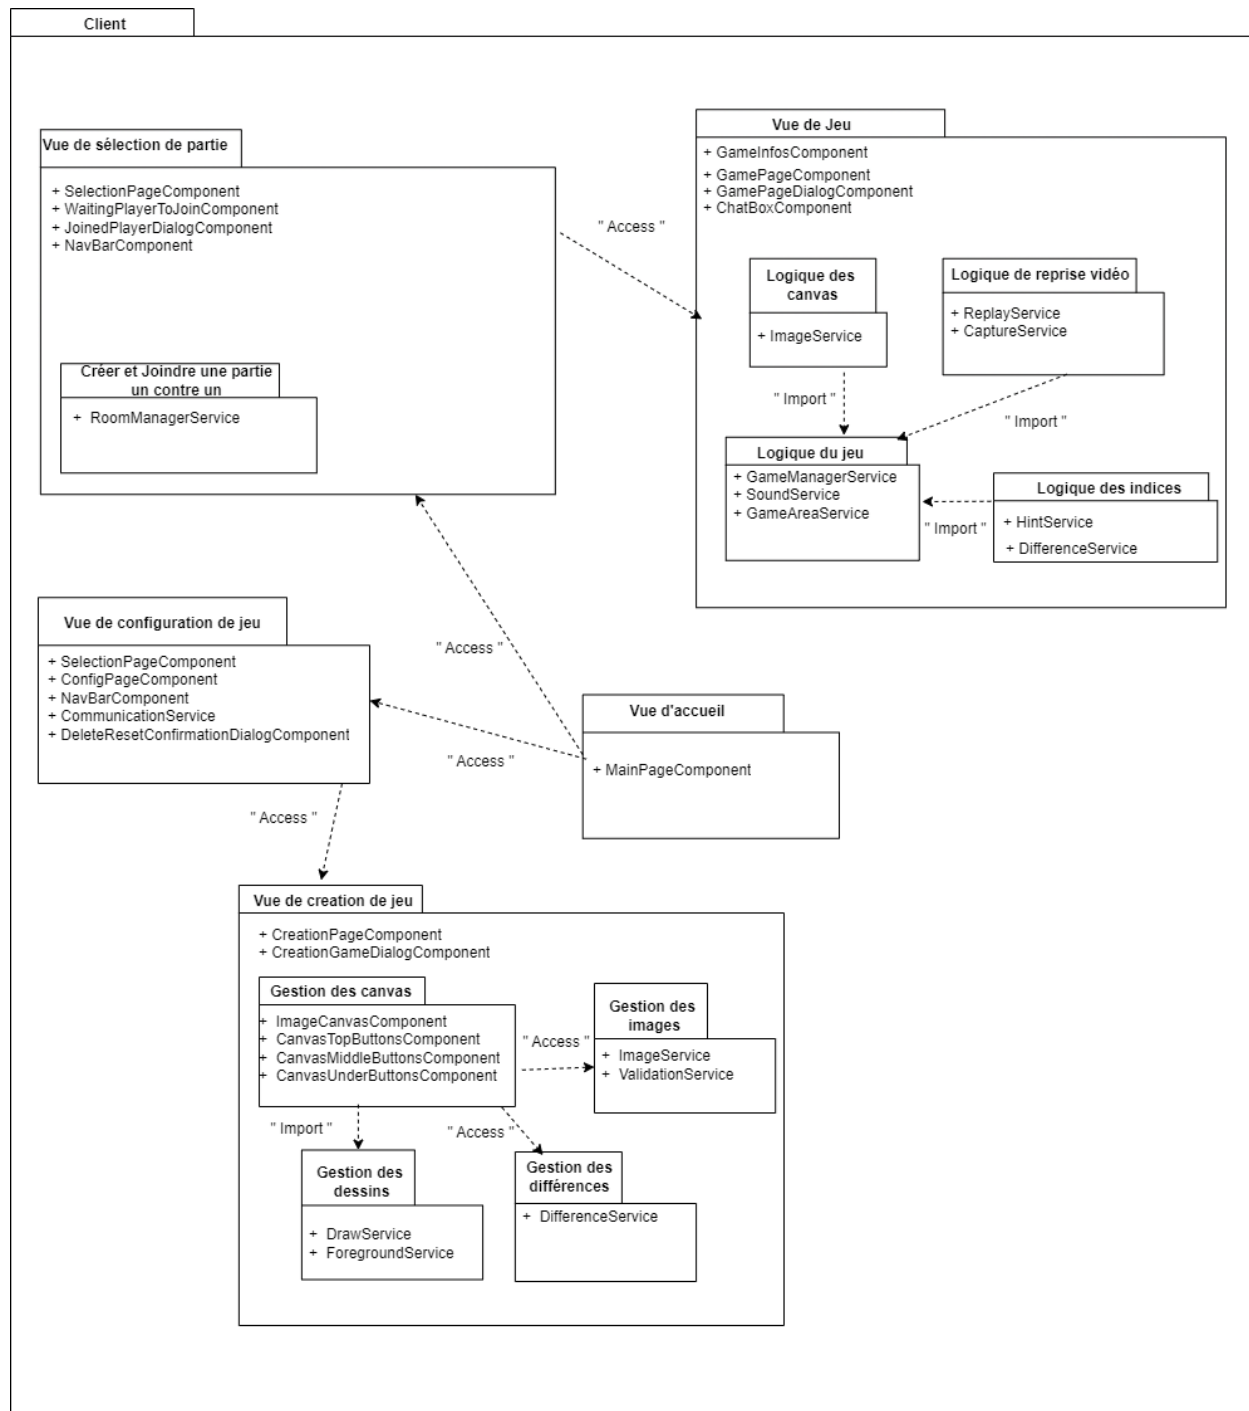 Client
Vue de sélection de partie
+ SelectionPageComponent
+ WaitingPlayerToJoinComponent
+ JoinedPlayerDialogComponent
+ NavBarComponent
Créer et Joindre une partie
un contre un
+ RoomManagerService
" Access "
Vue de Jeu
+ GameInfosComponent
+ GamePageComponent
+ GamePageDialogComponent
+ ChatBoxComponent
Logique des
canvas
+ ImageService
Logique de reprise vidéo
+ ReplayService
+ CaptureService
" Import "
" Import "
Logique du jeu
+ GameManagerService
+ SoundService
+ GameAreaService
" Import "
Logique des indices
+ HintService
+ DifferenceService
Vue de configuration de jeu
+ SelectionPageComponent
+ ConfigPageComponent
+ NavBarComponent
+ CommunicationService
+ DeleteResetConfirmationDialogComponent
" Access "
" Access "
Vue d'accueil
+ MainPageComponent
" Access "
Vue de creation de jeu
+ CreationPageComponent
+ CreationGameDialogComponent
Gestion des canvas
+ ImageCanvasComponent
+ CanvasTopButtonsComponent
+ CanvasMiddleButtonsComponent
+ CanvasUnderButtonsComponent
" Access "
Gestion des
images
+ ImageService
+ ValidationService
" Import "
" Access "
Gestion des
dessins
+ DrawService
+ ForegroundService
Gestion des
différences
+ DifferenceService